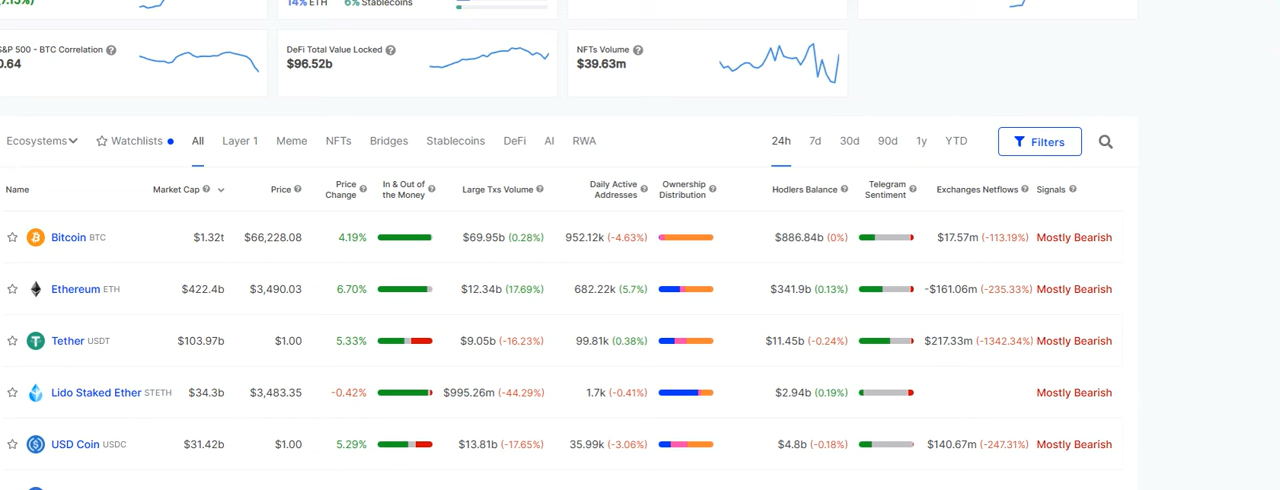 14% ETH 6% Stablecoins
S&P 500 - BTC Correlation
0.64
DeFi Total Value Locked
$96.52b
NFTs Volume
$39.63m
Ecosystems Watchlists All Layer 1 Meme NFTs Bridges Stablecoins DeFi AI RWA 24h 7d 30d 90d 1y YTD Filters
Name Market Cap Price Price Change In & Out of the Money Large Txs Volume Daily Active Addresses Ownership Distribution Hodlers Balance Telegram Sentiment Exchanges Netflows Signals
Bitcoin BTC $1.32t $66,228.08 4.19% $69.95b (0.28%) 952.12k (-4.63%) $886.84b (0%) $17.57m (-113.19%) Mostly Bearish
Ethereum ETH $422.4b $3,490.03 6.70% $12.34b (17.69%) 682.22k (5.7%) $341.9b (0.13%) -$161.06m (-235.33%) Mostly Bearish
Tether USDT $103.97b $1.00 5.33% $9.05b (-16.23%) 99.81k (0.38%) $11.45b (-0.24%) $217.33m (-1342.34%) Mostly Bearish
Lido Staked Ether STETH $34.3b $3,483.35 -0.42% $995.26m (-44.29%) 1.7k (-0.41%) $2.94b (0.19%) Mostly Bearish
USD Coin USDC $31.42b $1.00 5.29% $13.81b (-17.65%) 35.99k (-3.06%) $4.8b (-0.18%) $140.67m (-247.31%) Mostly Bearish